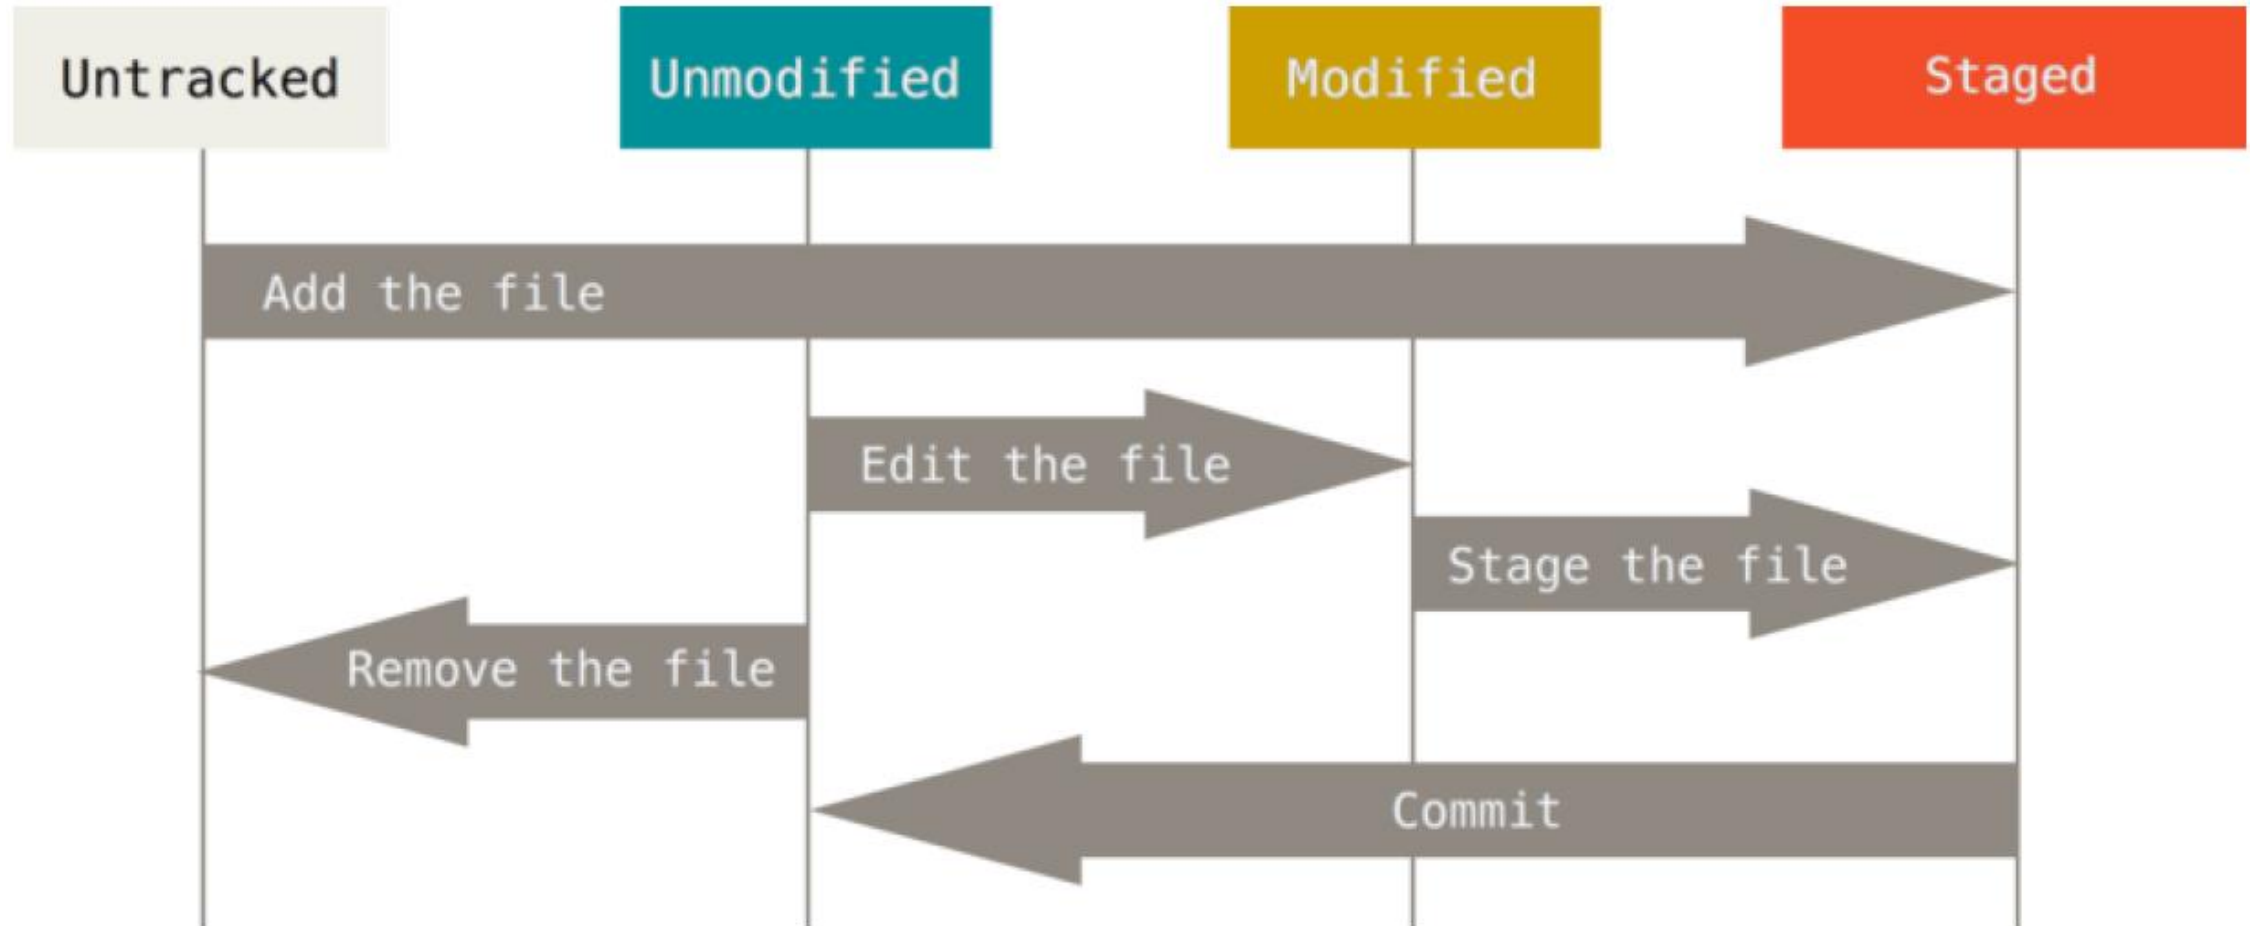 Untracked
Unmodified
Modified
Staged
Add the file
Edit the file
Stage the file
Remove the file
Commit